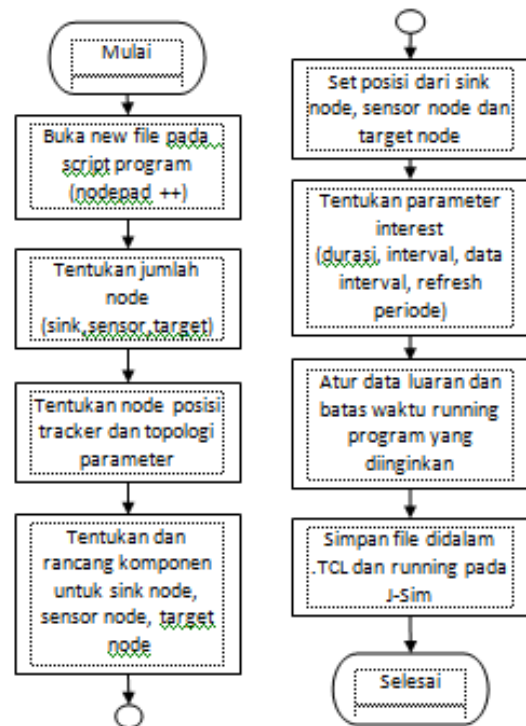 Mulai
Buka new file pada
script program
(nodepad ++)
Tentukan jumlah
node
(sink,sensor,target)
Tentukan node posisi
tracker dan topologi
parameter
Tentukan dan
rancang komponen
untuk sink node,
sensor node, target
node
Set posisi dari sink
node, sensor node dan
target node
Tentukan parameter
interest
(durasi, interval, data
interval, refresh
periode)
Atur data luaran dan
batas waktu running
program yang
diinginkan
Simpan file didalam
.TCL dan running pada
J-Sim
Selesai